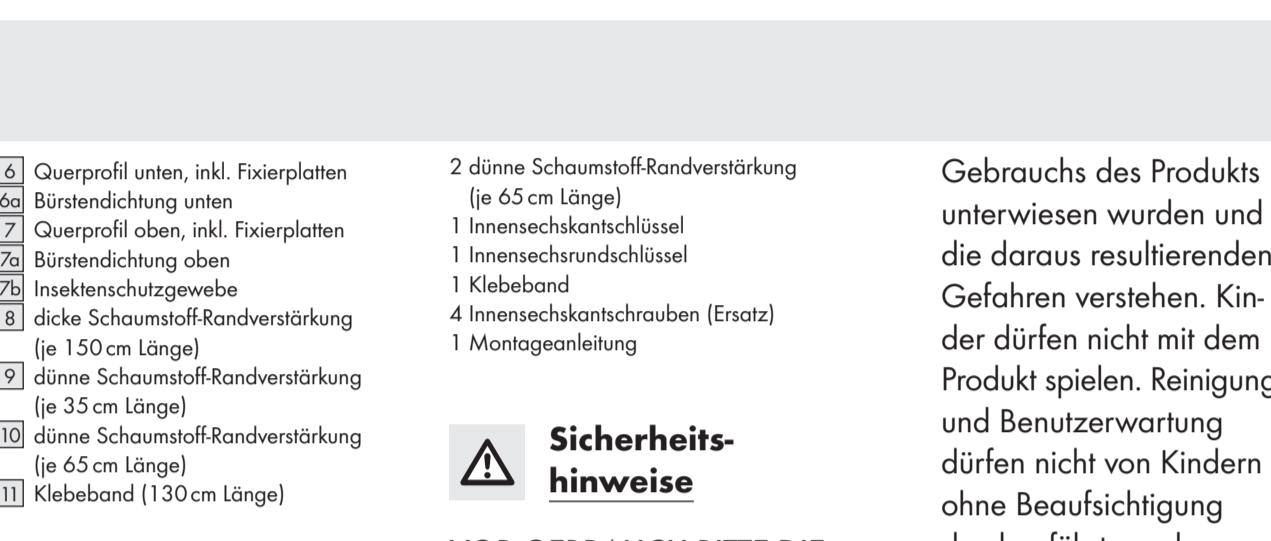 6 Querprofil unten, inkl. Fixierplatten
6a Bürstendichtung unten
7 Querprofil oben, inkl. Fixierplatten
7a Bürstendichtung oben
7b Insektenschutzgewebe
8 dicke Schaumstoff-Randverstärkung
(je 150 cm Länge)
9 dünne Schaumstoff-Randverstärkung
(je 35 cm Länge)
10 dünne Schaumstoff-Randverstärkung
(je 65 cm Länge)
11 Klebeband (130 cm Länge)
2 dünne Schaumstoff-Randverstärkung
(je 65 cm Länge)
1 Innensechskantschlüssel
1 Innensechsrundschlüssel
1 Klebeband
4 Innensechskantschrauben (Ersatz)
1 Montageanleitung
Sicherheits-
hinweise
Gebrauchs des Produkts
unterwiesen wurden und
die daraus resultierenden
Gefahren verstehen. Kin-
der dürfen nicht mit dem
Produkt spielen. Reinigung
und Benutzerwartung
dürfen nicht von Kindern
ohne Beaufsichtigung